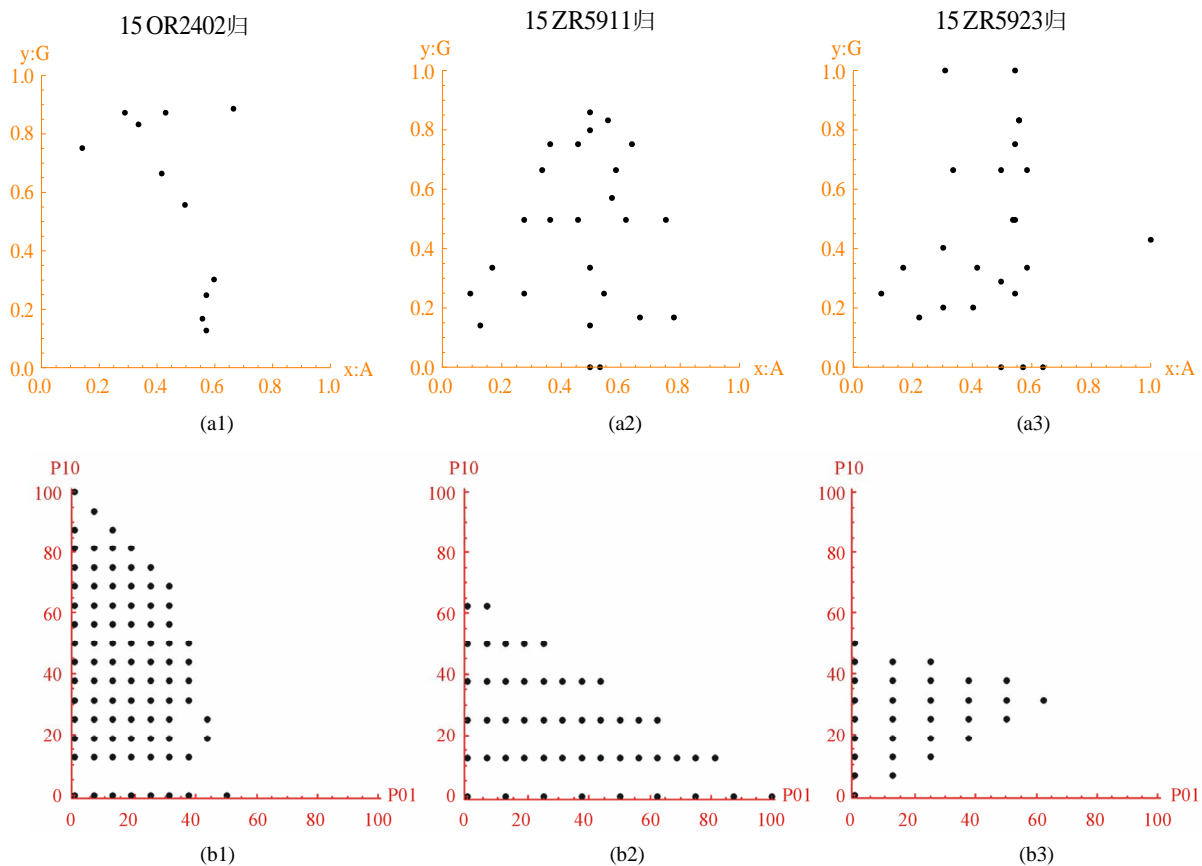 15 OR2402归
y:G
1.0
0.8
0.6
0.4
0.2
0.0
0.0 0.2 0.4 0.6 0.8 1.0
x:A
(a1)
15 ZR5911归
y:G
1.0
0.8
0.6
0.4
0.2
0.0
0.0 0.2 0.4 0.6 0.8 1.0
x:A
(a2)
15 ZR5923归
y:G
1.0
0.8
0.6
0.4
0.2
0.0
0.0 0.2 0.4 0.6 0.8 1.0
x:A
(a3)
P10
100
80
60
40
20
0
P01
0 20 40 60 80 100
(b1)
P10
100
80
60
40
20
0
P01
0 20 40 60 80 100
(b2)
P10
100
80
60
40
20
0
P01
0 20 40 60 80 100
(b3)